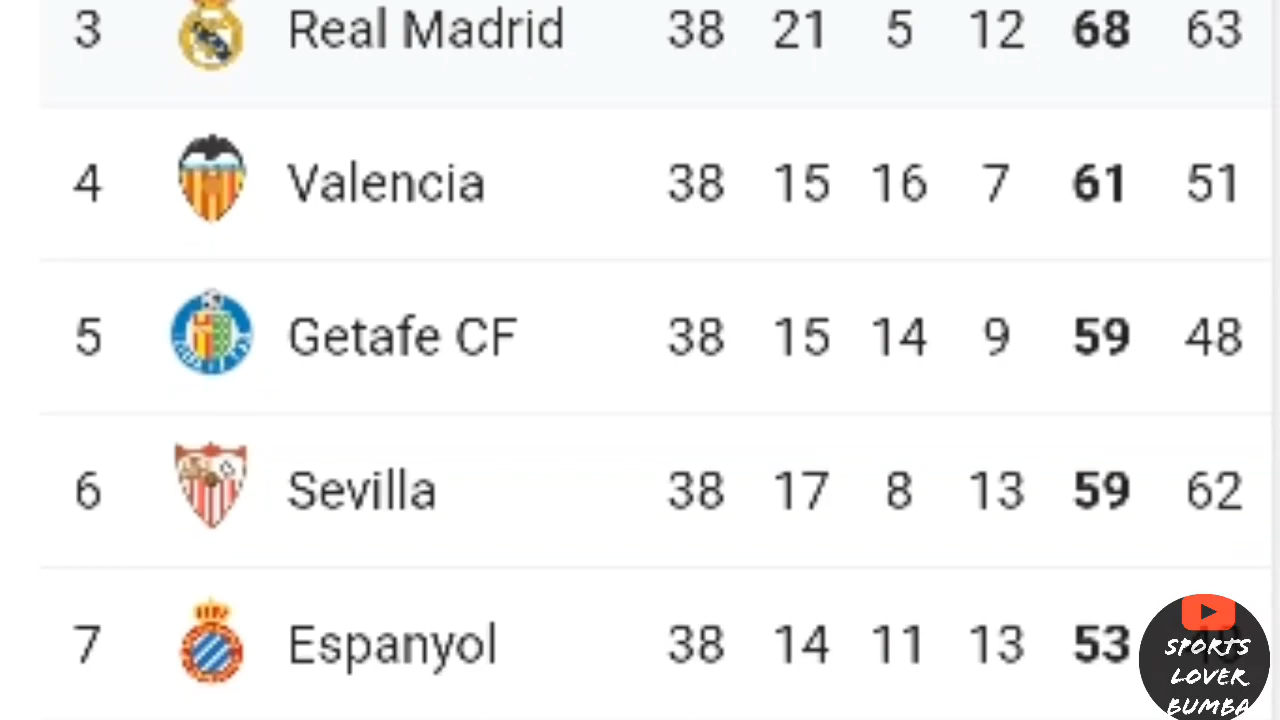 3 Real Madrid 38 21 5 12 68 63
4 Valencia 38 15 16 7 61 51
5 Getafe CF 38 15 14 9 59 48
6 Sevilla 38 17 8 13 59 62
7 Espanyol 38 14 11 13 53
SPORTS
LOVER
BUMBA